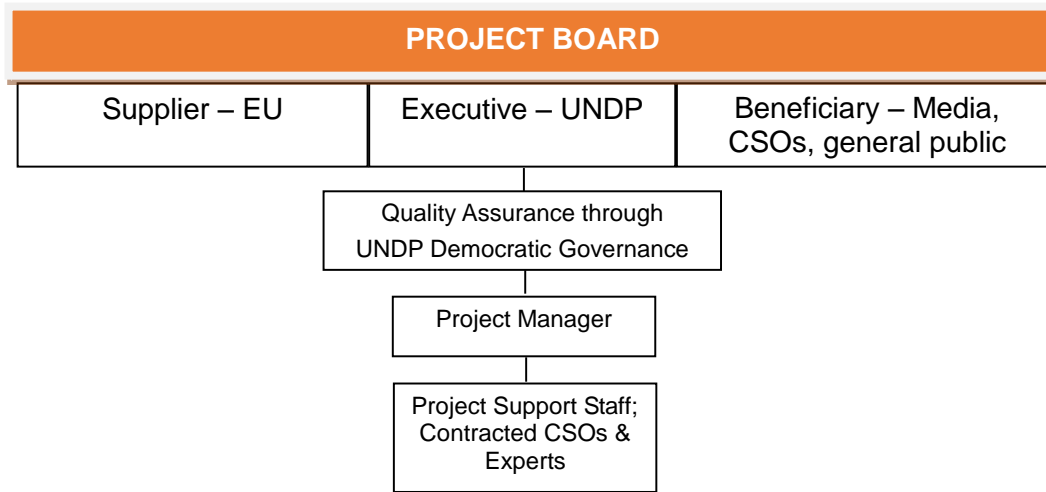 PROJECT BOARD
Supplier – EU
Executive – UNDP
Beneficiary – Media,
CSOs, general public
Quality Assurance through
UNDP Democratic Governance
Project Manager
Project Support Staff;
Contracted CSOs &
Experts